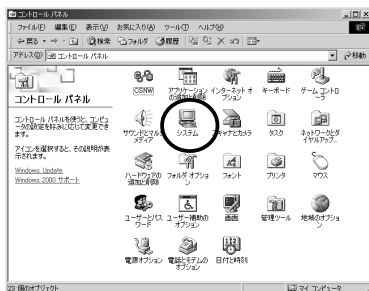 コントロール パネル
ファイル(F) 編集(E) 表示(V) お気に入り(A) ツール(T) ヘルプ(H)
戻る 検索 フォルダ 履歴
アドレス(D) コントロール パネル 移動
コントロール パネル
コントロール パネルを使うと、コンピュ
ータの設定を好みに応じて変更でき
ます。
アイコンを選択すると、その説明が表
示されます。
Windows Update
Windows 2000 サポート
CSNW
アプリケーション
の追加と削除
インターネット オ
プション
キーボード
ゲーム コントロ
ーラ
サウンドとマル
メディア
システム
ャナとカメラ
タスク
ネットワークとダ
イヤルアップ...
ハードウェアの
追加と削除
フォルダ オプショ
ン
フォント
プリンタ
マウス
ユーザーとパス
ワード
ユーザー補助の
オプション
画面
管理ツール
地域のオプショ
ン
電源オプション
電話とモデムの
オプション
日付と時刻
23 個のオブジェクト
マイ コンピュータ